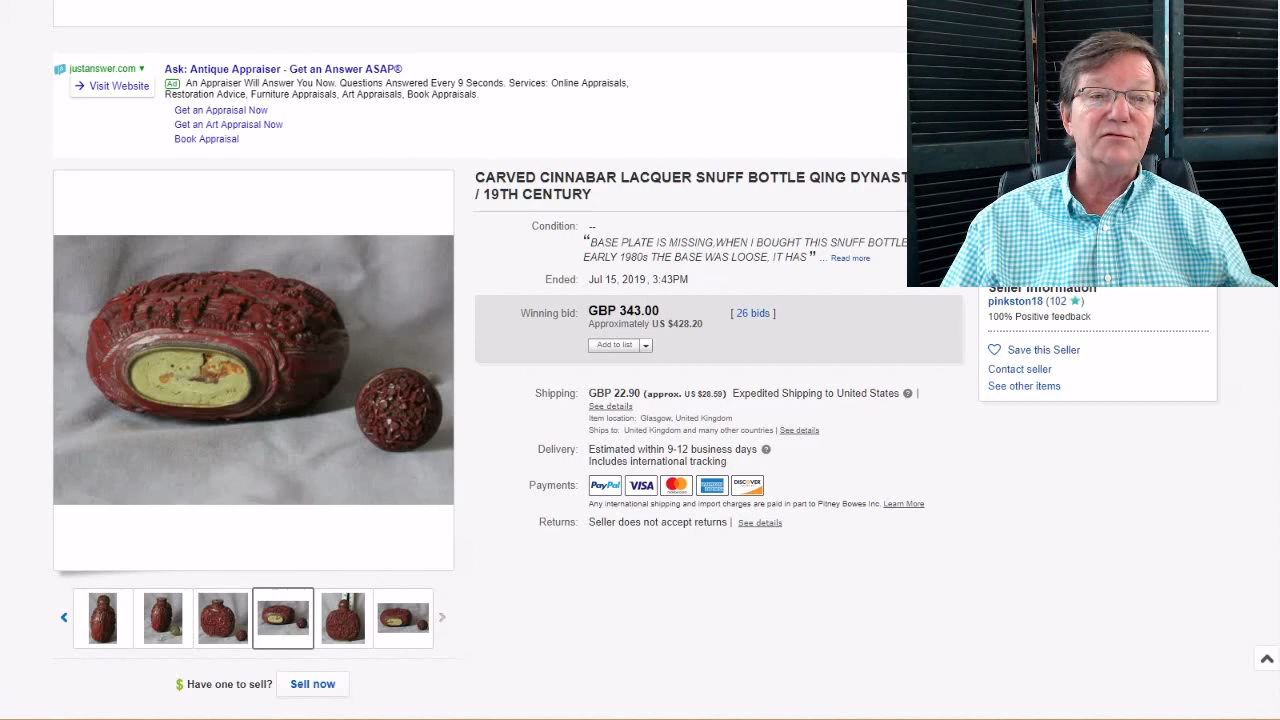 justanswer.com ▼
Ask: Antique Appraiser - Get an Answer ASAP®
→ Visit Website
Ad An Appraiser Will Answer You Now. Questions Answered Every 9 Seconds. Services: Online Appraisals,
Restoration Advice, Furniture Appraisals, Art Appraisals, Book Appraisals.
Get an Appraisal Now
Get an Art Appraisal Now
Book Appraisal
CARVED CINNABAR LACQUER SNUFF BOTTLE QING DYNAST
/ 19TH CENTURY
Condition: --
“BASE PLATE IS MISSING,WHEN I BOUGHT THIS SNUFF BOTTLE
EARLY 1980s THE BASE WAS LOOSE, IT HAS ” ... Read more
Ended: Jul 15, 2019 , 3:43PM
Winning bid: GBP 343.00 [ 26 bids ]
Approximately US $428.20
Add to list
Shipping: GBP 22.90 (approx. US $28.59) Expedited Shipping to United States ? |
See details
Item location: Glasgow, United Kingdom
Ships to: United Kingdom and many other countries | See details
Delivery: Estimated within 9-12 business days ?
Includes international tracking
Payments: PayPal VISA MasterCard DISCOVER
Any international shipping and import charges are paid in part to Pitney Bowes Inc. Learn More
Returns: Seller does not accept returns | See details
Seller information
pinkston18 (102 ★)
100% Positive feedback
Save this Seller
Contact seller
See other items
Have one to sell? Sell now